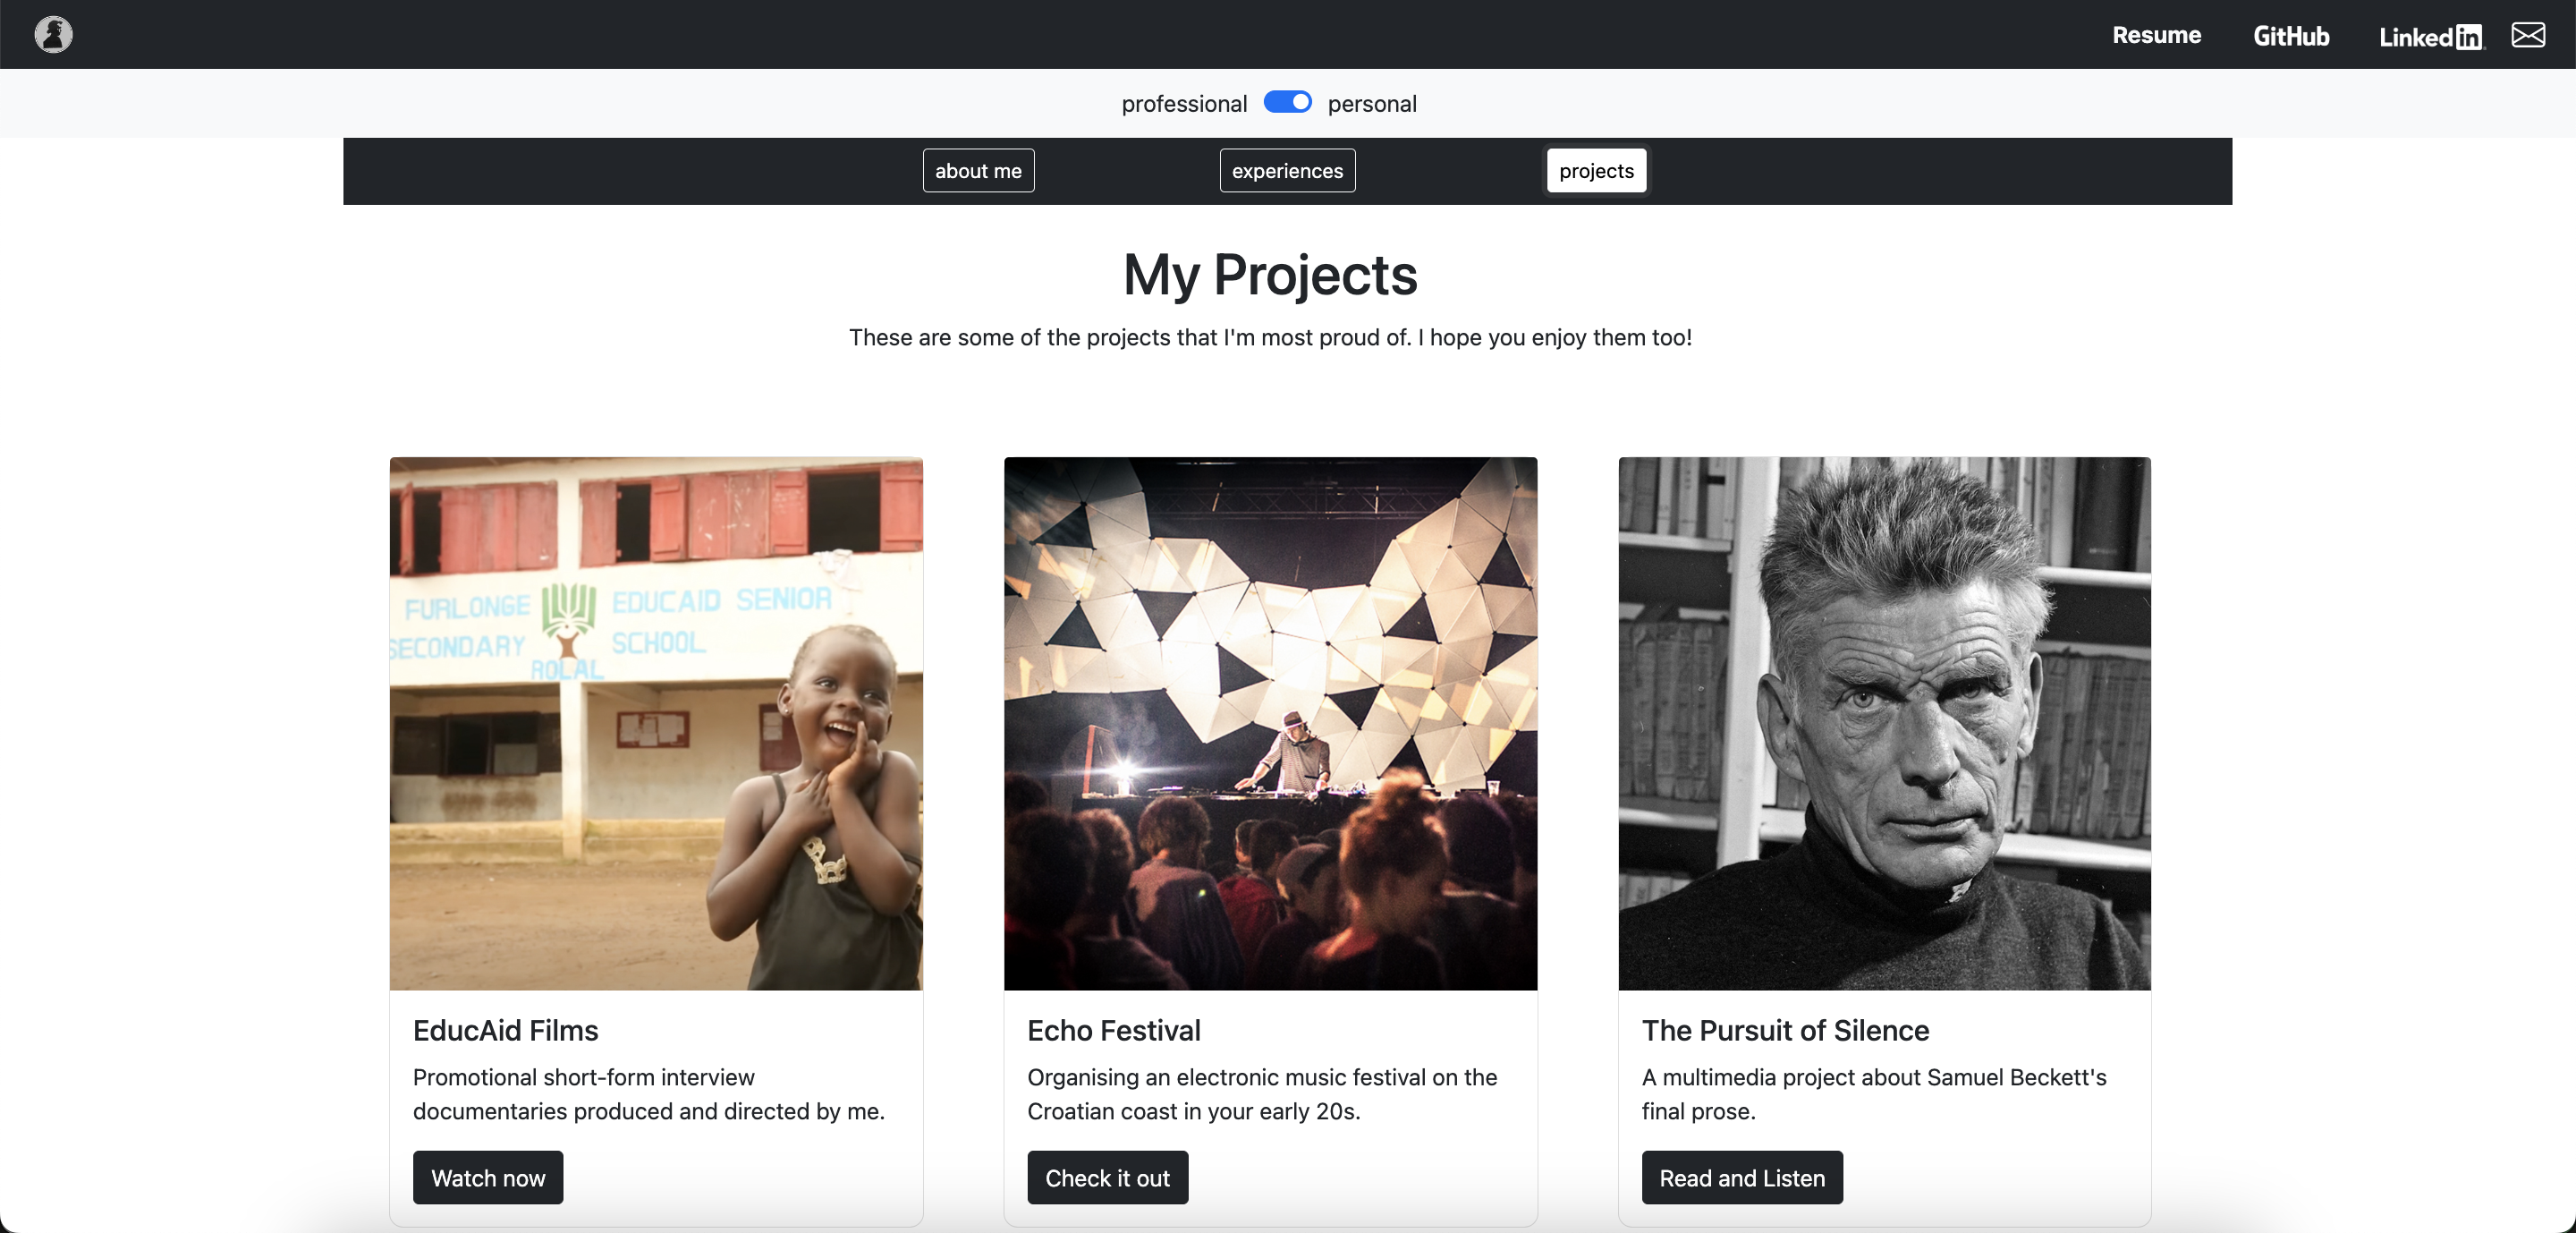 Resume GitHub Linked in
professional personal
about me experiences projects
My Projects
These are some of the projects that I'm most proud of. I hope you enjoy them too!
FURLONGE EDUCAID SENIOR
SECONDARY SCHOOL
ROLAL
EducAid Films
Promotional short-form interview
documentaries produced and directed by me.
Watch now
Echo Festival
Organising an electronic music festival on the
Croatian coast in your early 20s.
Check it out
The Pursuit of Silence
A multimedia project about Samuel Beckett's
final prose.
Read and Listen